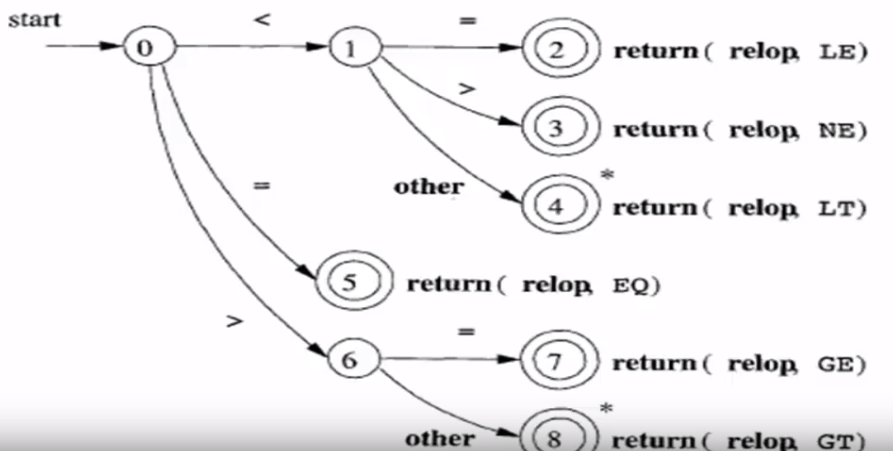 start
0 < 1 = 2 return( relop, LE)
> 3 return( relop, NE)
other 4 * return( relop, LT)
= 5 return( relop, EQ)
> 6 = 7 return( relop, GE)
other 8 * return( relop, GT)